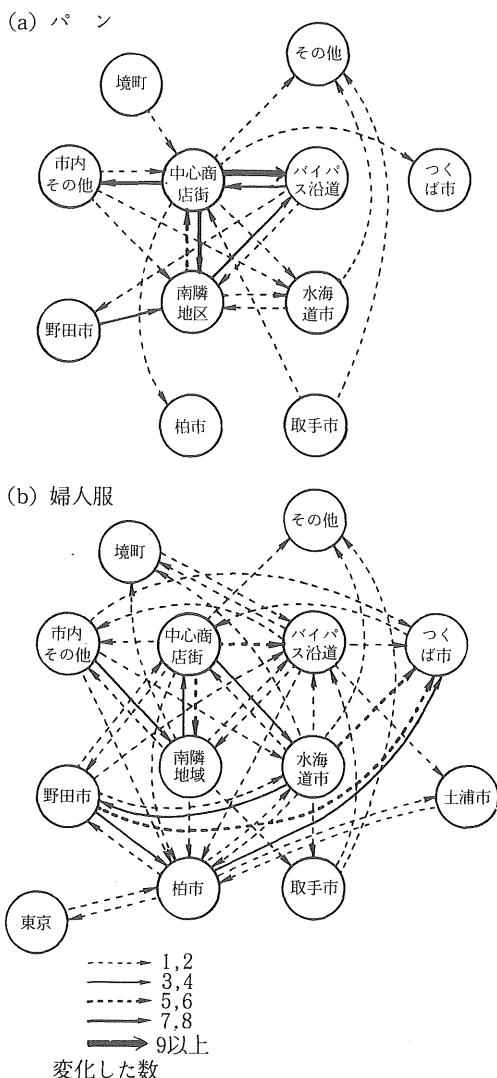 (a) パン
その他
境町
市内
その他
中心商
店街
バイパ
ス沿道
つく
ば市
野田市
南隣
地区
水海
道市
柏市
取手市
(b) 婦人服
その他
境町
市内
その他
中心商
店街
バイパ
ス沿道
つく
ば市
野田市
南隣
地域
水海
道市
土浦市
東京
柏市
取手市
1,2
3,4
5,6
7,8
9以上
変化した数